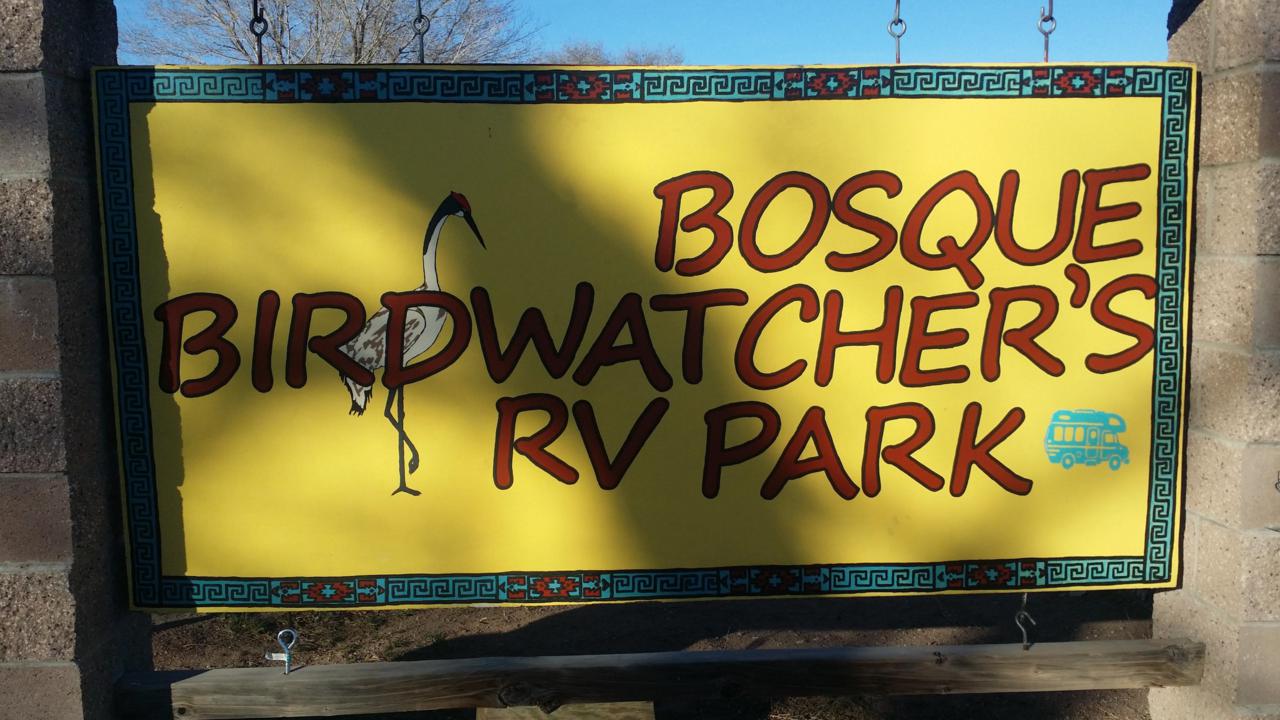 BOSQUE
BIRDWATCHER'S
RV PARK